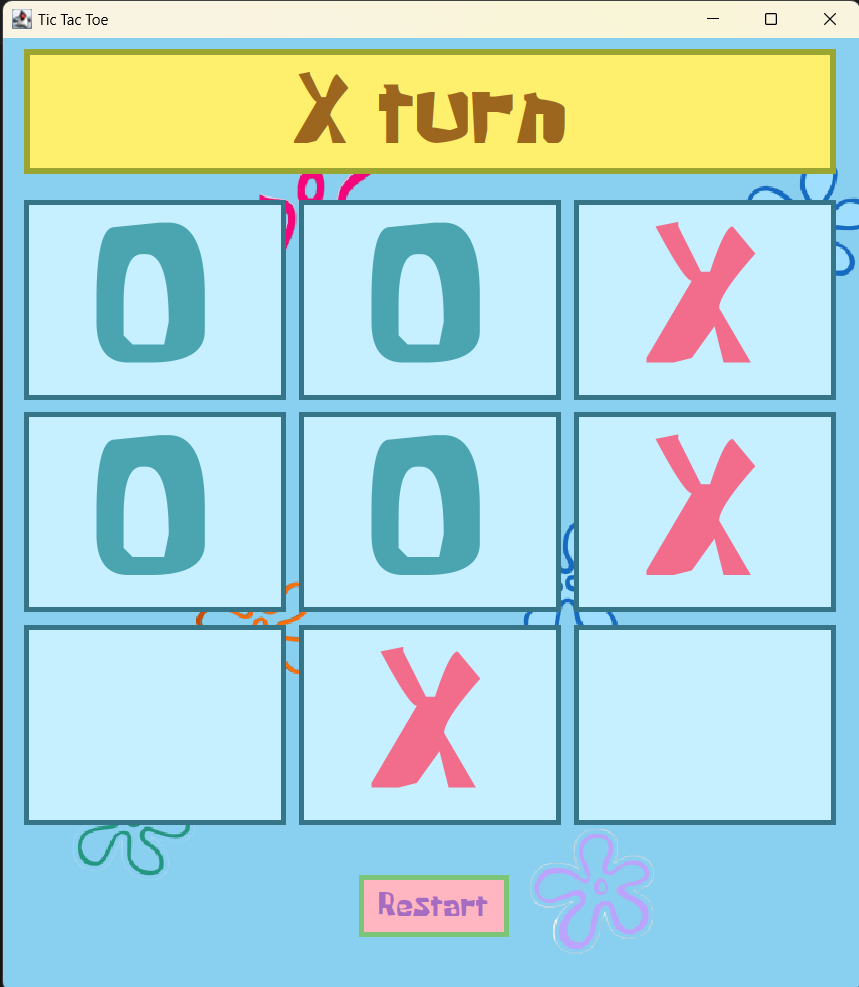 Tic Tac Toe
X turn
O O X
O O X
X
Restart